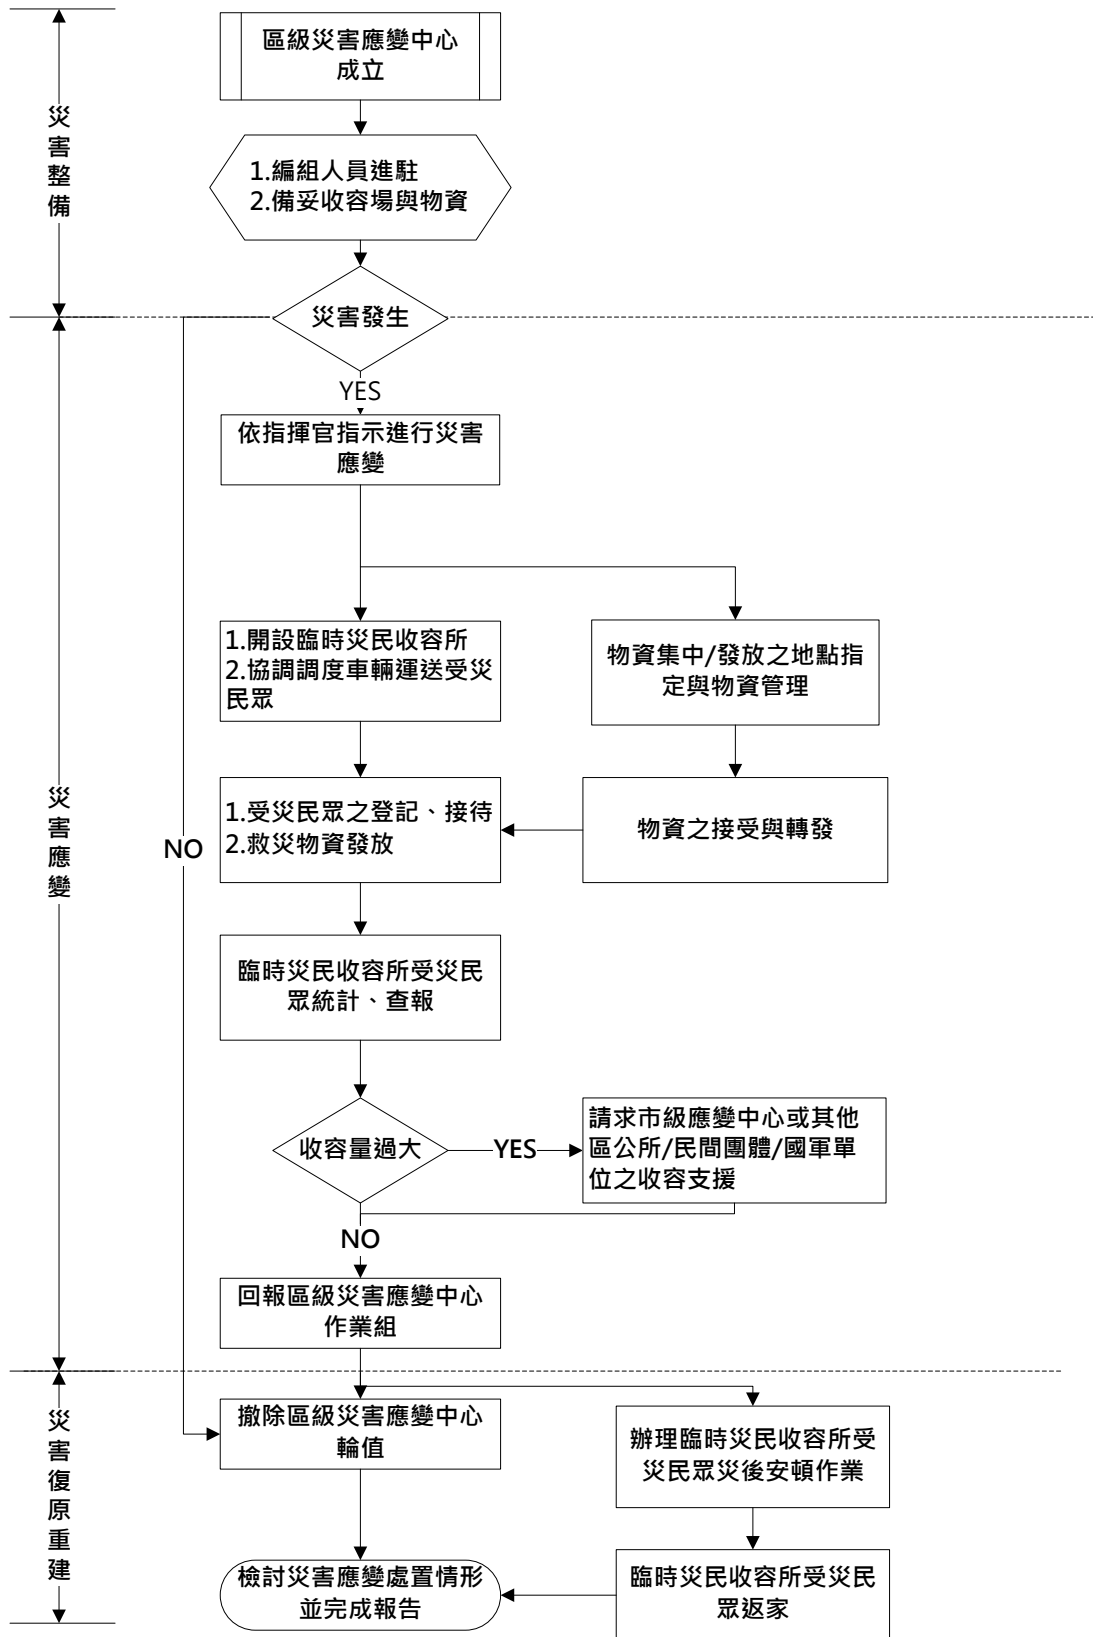 區級災害應變中心
成立
災害整備
1.編組人員進駐
2.備妥收容場與物資
災害發生
YES
依指揮官指示進行災害
應變
1.開設臨時災民收容所
2.協調調度車輛運送受災
民眾
物資集中/發放之地點指
定與物資管理
災害應變
NO
1.受災民眾之登記、接待
2.救災物資發放
物資之接受與轉發
臨時災民收容所受災民
眾統計、查報
收容量過大
YES
請求市級應變中心或其他
區公所/民間團體/國軍單
位之收容支援
NO
回報區級災害應變中心
作業組
災害復原重建
撤除區級災害應變中心
輪值
辦理臨時災民收容所受
災民眾災後安頓作業
檢討災害應變處置情形
並完成報告
臨時災民收容所受災民
眾返家